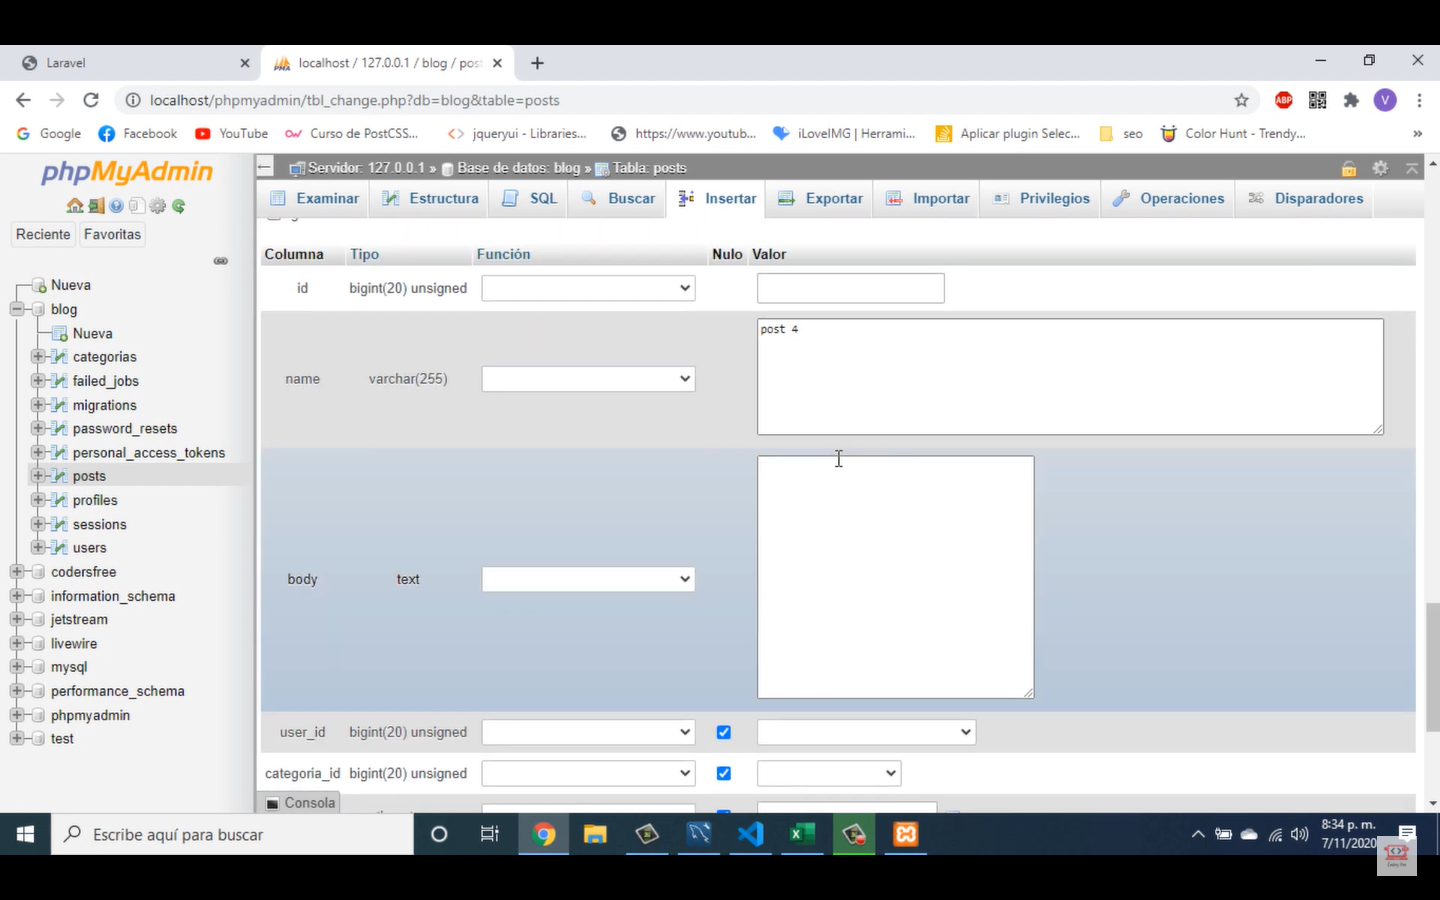 Laravel
localhost / 127.0.0.1 / blog / pos
localhost/phpmyadmin/tbl_change.php?db=blog&table=posts
ABP
V
Google
Facebook
YouTube
Curso de PostCSS...
jqueryui - Libraries...
https://www.youtub...
iLoveIMG | Herrami...
Aplicar plugin Selec...
seo
Color Hunt - Trendy...
»
phpMyAdmin
Reciente
Favoritas
Nueva
blog
Nueva
categorias
failed_jobs
migrations
password_resets
personal_access_tokens
posts
profiles
sessions
users
codersfree
information_schema
jetstream
livewire
mysql
performance_schema
phpmyadmin
test
Servidor: 127.0.0.1 » Base de datos: blog » Tabla: posts
Examinar
Estructura
SQL
Buscar
Insertar
Exportar
Importar
Privilegios
Operaciones
Disparadores
Columna Tipo Función Nulo Valor
id bigint(20) unsigned
name varchar(255) post 4
body text
user_id bigint(20) unsigned
categoria_id bigint(20) unsigned
Consola
Escribe aquí para buscar
8:34 p. m.
7/11/2020